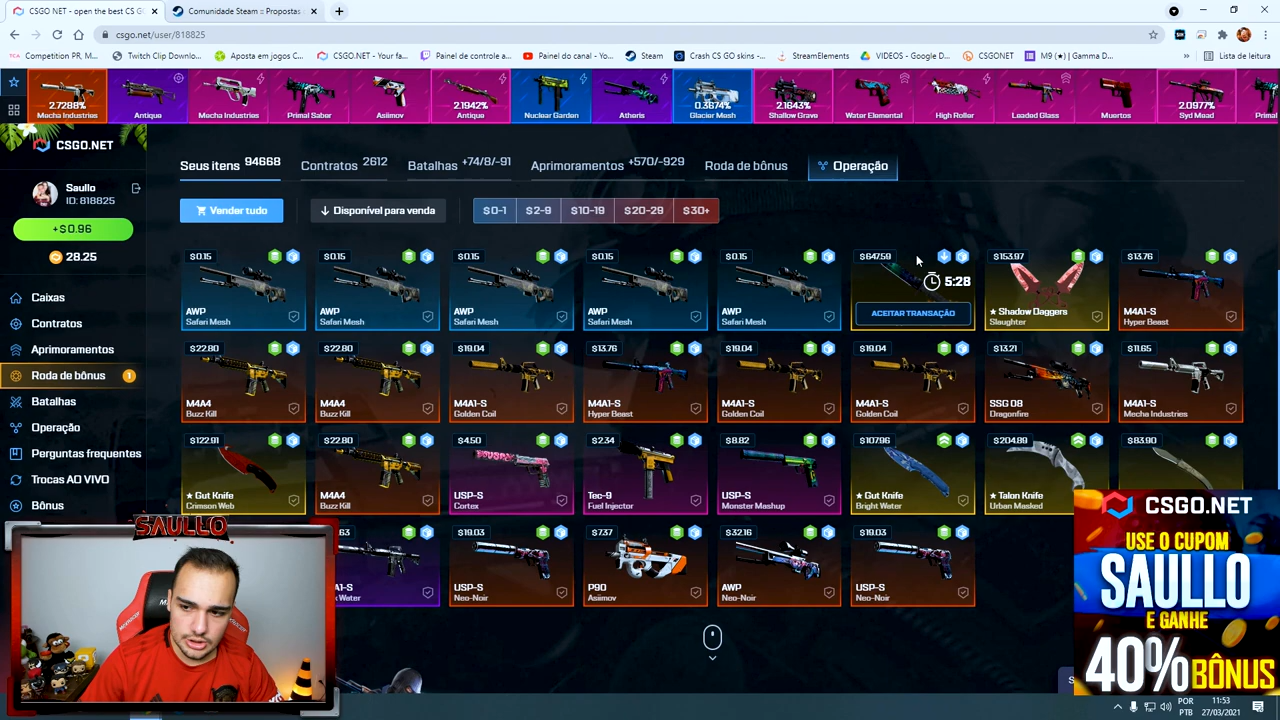 CSGO NET - open the best CS GO
Comunidade Steam :: Propostas d
csgo.net/user/818825
Competition PR, M...
Twitch Clip Downlo...
Aposta em jogos C...
CSGO.NET - Your fa...
Painel de controle a...
Painel do canal - Yo...
Steam
Crash CS GO skins -...
StreamElements
VIDEOS - Google D...
CSGONET
M9 (★) | Gamma D...
Lista de leitura
2.7288%
Mecha Industries
Antique
Mecha Industries
Primal Saber
Asiimov
2.1942%
Antique
Nuclear Garden
Atheris
0.3674%
Glacier Mesh
2.1643%
Shallow Grave
Water Elemental
High Roller
Leaded Glass
Muertos
2.0977%
Syd Mead
Primal
CSGO.NET
Saullo
ID: 818825
+$0.96
28.25
Caixas
Contratos
Aprimoramentos
Roda de bônus 1
Batalhas
Operação
Perguntas frequentes
Trocas AO VIVO
Bônus
Seus itens 94668
Contratos 2612
Batalhas +74/8/-91
Aprimoramentos +570/-929
Roda de bônus
Operação
Vender tudo
Disponível para venda
$0-1
$2-9
$10-19
$20-29
$30+
$0.15
AWP
Safari Mesh
$0.15
AWP
Safari Mesh
$0.15
AWP
Safari Mesh
$0.15
AWP
Safari Mesh
$0.15
AWP
Safari Mesh
$647.59
5:28
ACEITAR TRANSAÇÃO
$153.97
★ Shadow Daggers
Slaughter
$13.76
M4A1-S
Hyper Beast
$22.80
M4A4
Buzz Kill
$22.80
M4A4
Buzz Kill
$19.04
M4A1-S
Golden Coil
$13.76
M4A1-S
Hyper Beast
$19.04
M4A1-S
Golden Coil
$19.04
M4A1-S
Golden Coil
$13.21
SSG 08
Dragonfire
$11.65
M4A1-S
Mecha Industries
$122.91
★ Gut Knife
Crimson Web
$22.80
M4A4
Buzz Kill
$4.50
USP-S
Cortex
$2.34
Tec-9
Fuel Injector
$8.82
USP-S
Monster Mashup
$107.96
★ Gut Knife
Bright Water
$204.89
★ Talon Knife
Urban Masked
$83.90
$19.03
USP-S
Neo-Noir
$7.37
P90
Asiimov
$32.16
AWP
Neo-Noir
$19.03
USP-S
Neo-Noir
SAULLO
CSGO.NET
USE O CUPOM
SAULLO
E GANHE
40% BÔNUS
POR
PTB
11:53
27/03/2021